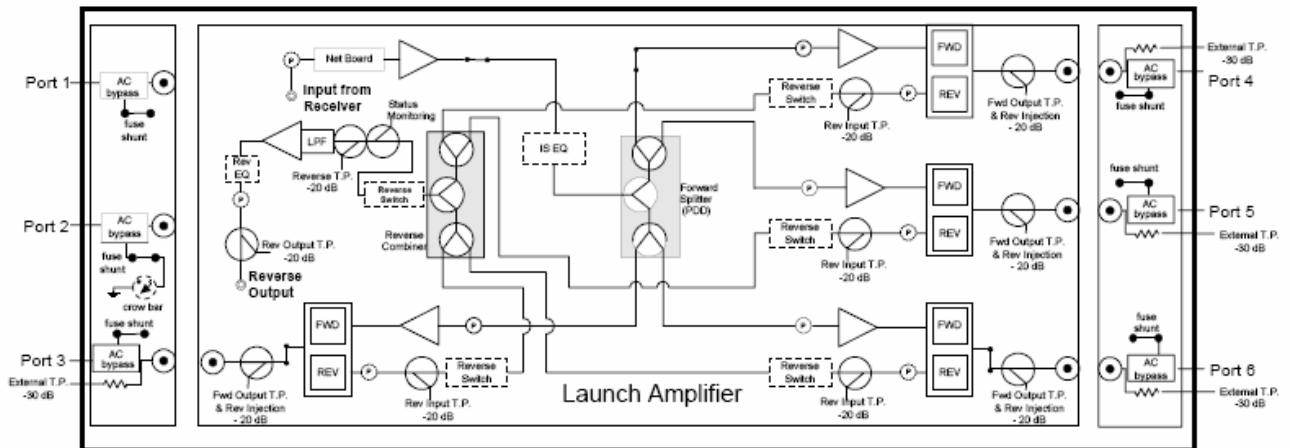 Port 1
AC
bypass
fuse
shunt
Port 2
AC
bypass
fuse
shunt
crow bar
fuse shunt
Port 3
AC
bypass
External T.P.
-30 dB
P
Net Board
Input from
Receiver
Status
Monitoring
LPF
Rev
EQ
Reverse T.P.
-20 dB
Reverse
Switch
P
Rev Output T.P.
-20 dB
Reverse
Output
Reverse
Combiner
IS EQ
Forward
Splitter
(PDD)
P
FWD
REV
Reverse
Switch
P
Rev Input T.P.
-20 dB
Fwd Output T.P.
& Rev Injection
- 20 dB
P
FWD
REV
Reverse
Switch
P
Rev Input T.P.
-20 dB
Fwd Output T.P.
& Rev Injection
- 20 dB
FWD
REV
P
P
Reverse
Switch
Fwd Output T.P.
& Rev Injection
- 20 dB
Rev Input T.P.
-20 dB
Launch Amplifier
P
FWD
REV
Reverse
Switch
P
Rev Input T.P.
-20 dB
Fwd Output T.P.
& Rev Injection
- 20 dB
External T.P.
-30 dB
AC
bypass
Port 4
fuse shunt
fuse
shunt
AC
bypass
Port 5
External T.P.
-30 dB
fuse
shunt
AC
bypass
Port 6
External T.P.
-30 dB